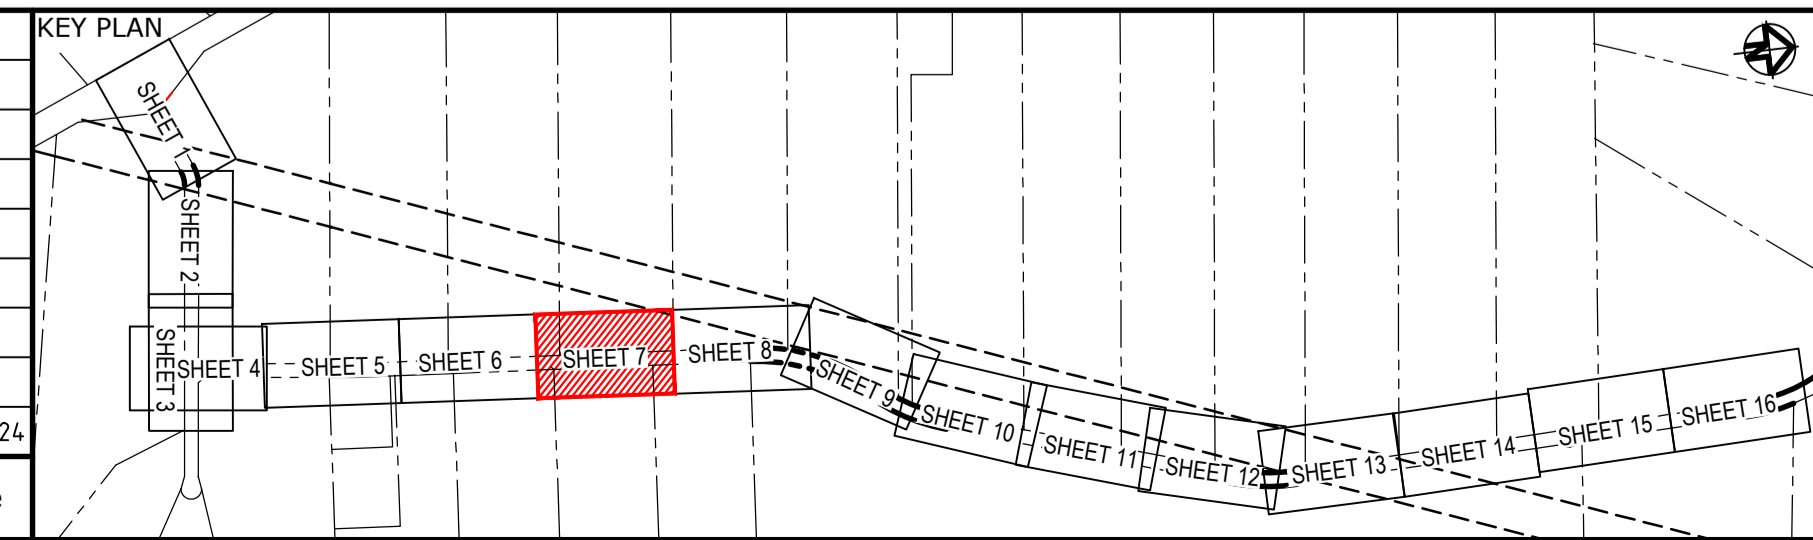 KEY PLAN
SHEET 1
SHEET 2
SHEET 3
SHEET 4
SHEET 5
SHEET 6
SHEET 7
SHEET 8
SHEET 9
SHEET 10
SHEET 11
SHEET 12
SHEET 13
SHEET 14
SHEET 15
SHEET 16
N
24